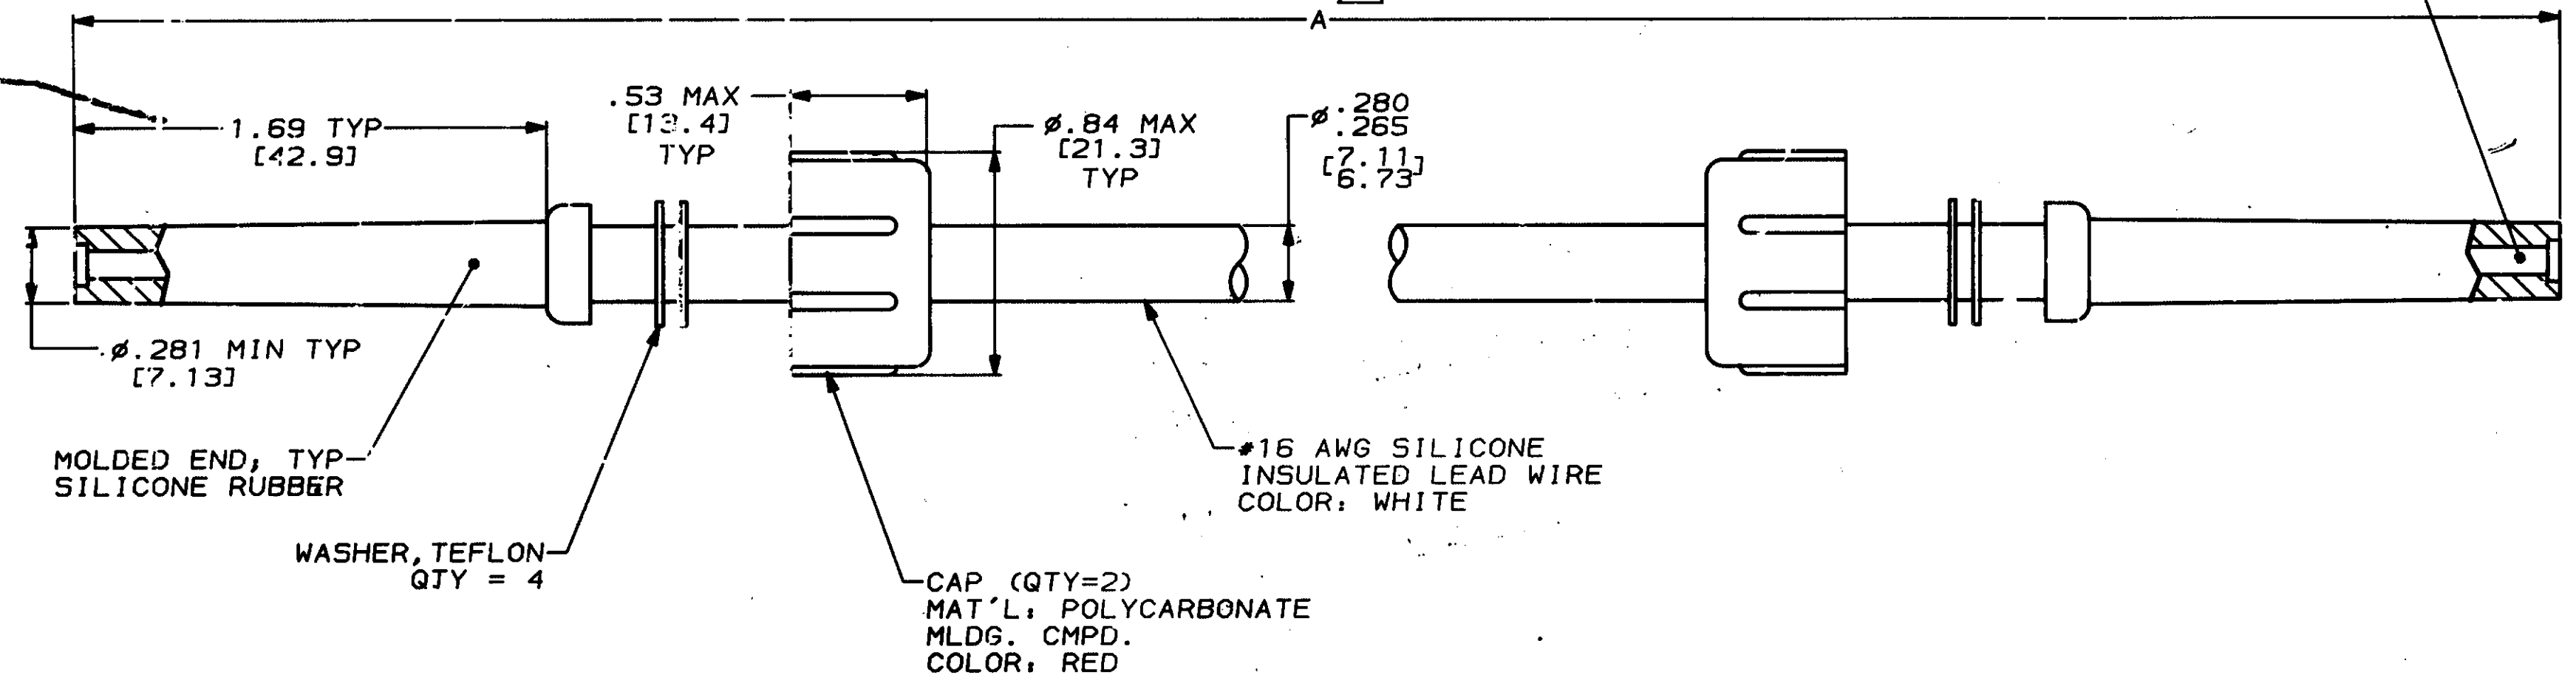 A
1.69 TYP
[42.9]
.53 MAX
[13.4]
TYP
ø.84 MAX
[21.3]
TYP
ø.280
.265
[7.11]
6.73
ø.281 MIN TYP
[7.13]
MOLDED END, TYP
SILICONE RUBBER
WASHER, TEFLON
QTY = 4
#16 AWG SILICONE
INSULATED LEAD WIRE
COLOR: WHITE
CAP (QTY=2)
MAT'L: POLYCARBONATE
MLDG. CMPD.
COLOR: RED